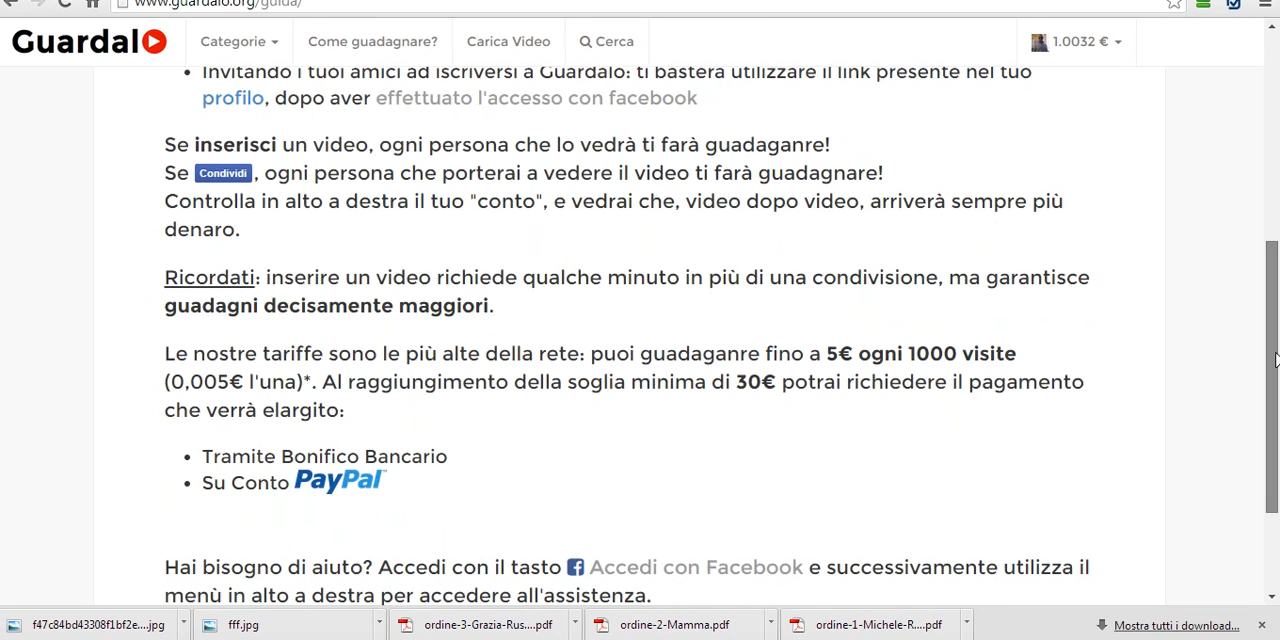 www.guardalo.org/guida/
Guardalo Categorie Come guadagnare? Carica Video Cerca 1.0032 €
• Invitando i tuoi amici ad iscriversi a Guardalo: ti basterà utilizzare il link presente nel tuo
profilo, dopo aver effettuato l'accesso con facebook
Se inserisci un video, ogni persona che lo vedrà ti farà guadaganre!
Se Condividi, ogni persona che porterai a vedere il video ti farà guadagnare!
Controlla in alto a destra il tuo "conto", e vedrai che, video dopo video, arriverà sempre più
denaro.
Ricordati: inserire un video richiede qualche minuto in più di una condivisione, ma garantisce
guadagni decisamente maggiori.
Le nostre tariffe sono le più alte della rete: puoi guadaganre fino a 5€ ogni 1000 visite
(0,005€ l'una)*. Al raggiungimento della soglia minima di 30€ potrai richiedere il pagamento
che verrà elargito:
• Tramite Bonifico Bancario
• Su Conto PayPal™
Hai bisogno di aiuto? Accedi con il tasto Accedi con Facebook e successivamente utilizza il
menù in alto a destra per accedere all'assistenza.
f47c84bd43308f1bf2e....jpg fff.jpg ordine-3-Grazia-Rus....pdf ordine-2-Mamma.pdf ordine-1-Michele-R....pdf Mostra tutti i download...